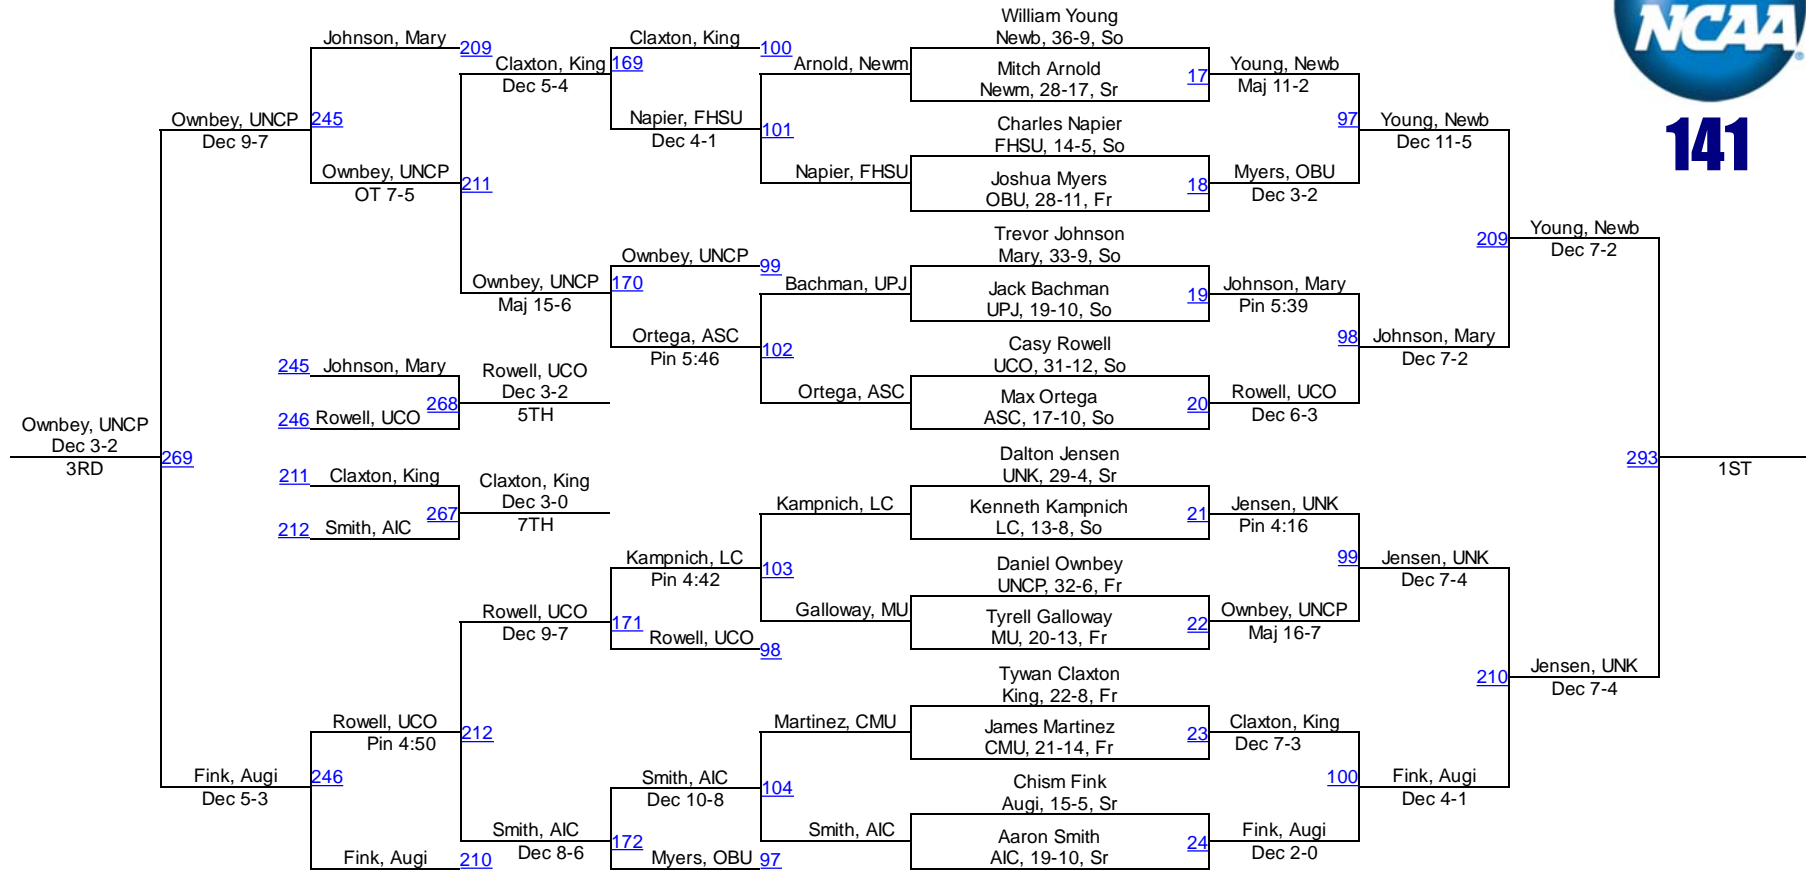 William Young
Newb, 36-9, So
NCAA
141
Mitch Arnold
Newm, 28-17, Sr
17
Charles Napier
FHSU, 14-5, So
Joshua Myers
OBU, 28-11, Fr
18
Trevor Johnson
Mary, 33-9, So
Jack Bachman
UPJ, 19-10, So
19
Casy Rowell
UCO, 31-12, So
Max Ortega
ASC, 17-10, So
20
Dalton Jensen
UNK, 29-4, Sr
Kenneth Kampnich
LC, 13-8, So
21
Daniel Ownbey
UNCP, 32-6, Fr
Tyrell Galloway
MU, 20-13, Fr
22
Tywan Claxton
King, 22-8, Fr
James Martinez
CMU, 21-14, Fr
23
Chism Fink
Augi, 15-5, Sr
Aaron Smith
AIC, 19-10, Sr
24
Young, Newb
Maj 11-2
97
Myers, OBU
Dec 3-2
Johnson, Mary
Pin 5:39
98
Rowell, UCO
Dec 6-3
Jensen, UNK
Pin 4:16
99
Ownbey, UNCP
Maj 16-7
Claxton, King
Dec 7-3
100
Fink, Augi
Dec 2-0
Young, Newb
Dec 11-5
209
Johnson, Mary
Dec 7-2
Jensen, UNK
Dec 7-4
210
Fink, Augi
Dec 4-1
Young, Newb
Dec 7-2
293
Jensen, UNK
Dec 7-4
1ST
Arnold, Newm
101
Napier, FHSU
Bachman, UPJ
102
Ortega, ASC
Kampnich, LC
103
Galloway, MU
Martinez, CMU
104
Smith, AIC
Claxton, King
100
169
Napier, FHSU
Dec 4-1
Ownbey, UNCP
99
170
Ortega, ASC
Pin 5:46
Kampnich, LC
Pin 4:42
171
Rowell, UCO
98
Smith, AIC
Dec 10-8
172
Myers, OBU
97
Claxton, King
Dec 5-4
211
Ownbey, UNCP
Maj 15-6
Rowell, UCO
Dec 9-7
212
Smith, AIC
Dec 8-6
Johnson, Mary
209
245
Ownbey, UNCP
OT 7-5
Rowell, UCO
Pin 4:50
246
Fink, Augi
210
Ownbey, UNCP
Dec 9-7
269
Fink, Augi
Dec 5-3
Ownbey, UNCP
Dec 3-2
3RD
245
Johnson, Mary
246
Rowell, UCO
268
Rowell, UCO
Dec 3-2
5TH
211
Claxton, King
212
Smith, AIC
267
Claxton, King
Dec 3-0
7TH